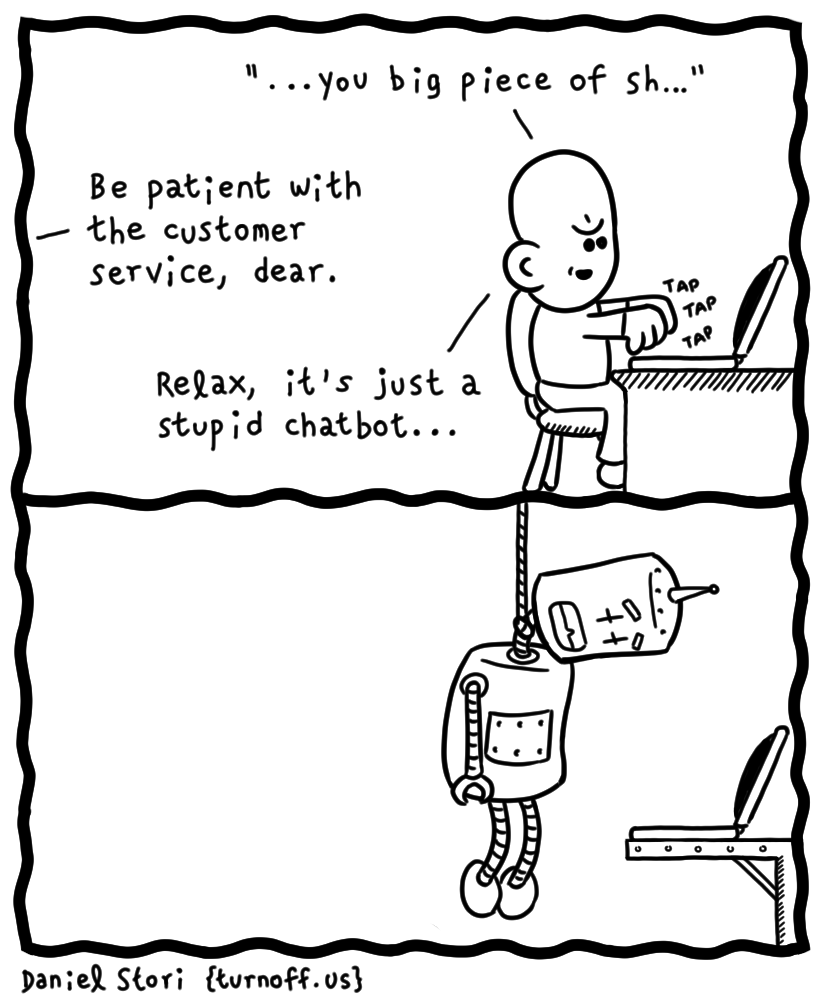 "...you big piece of sh..."
Be patient with
the customer
service, dear.
TAP
TAP
TAP
Relax, it's just a
stupid chatbot...
Daniel Stori {turnoff.us}